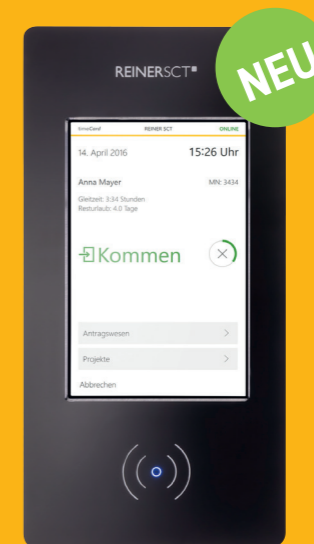 REINERSCT
NEU
timeCard REINER SCT ONLINE
14. April 2016 15:26 Uhr
Anna Mayer MN: 3434
Gleitzeit: 3:34 Stunden
Resturlaub: 4.0 Tage
Kommen
Antragswesen
Projekte
Abbrechen